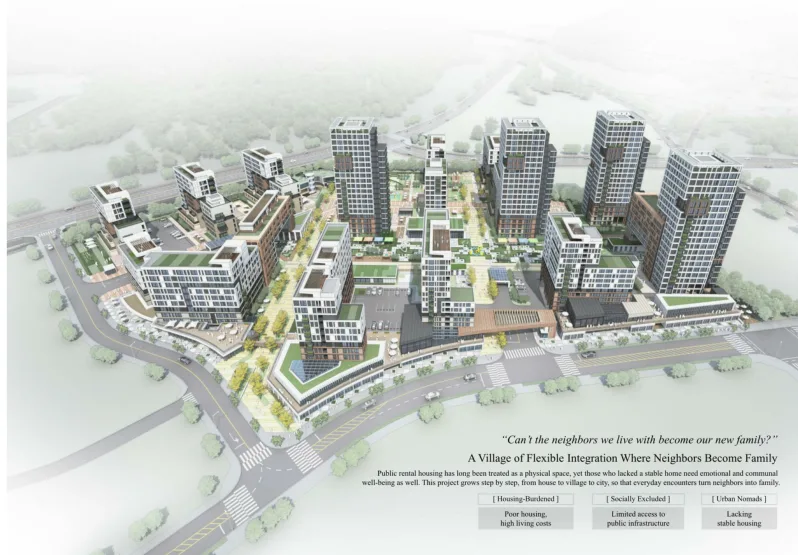 “Can’t the neighbors we live with become our new family?”
A Village of Flexible Integration Where Neighbors Become Family
Public rental housing has long been treated as a physical space, yet those who lacked a stable home need emotional and communal
well-being as well. This project grows step by step, from house to village to city, so that everyday encounters turn neighbors into family.
[ Housing-Burdened ]
[ Socially Excluded ]
[ Urban Nomads ]
Poor housing,
high living costs
Limited access to
public infrastructure
Lacking
stable housing